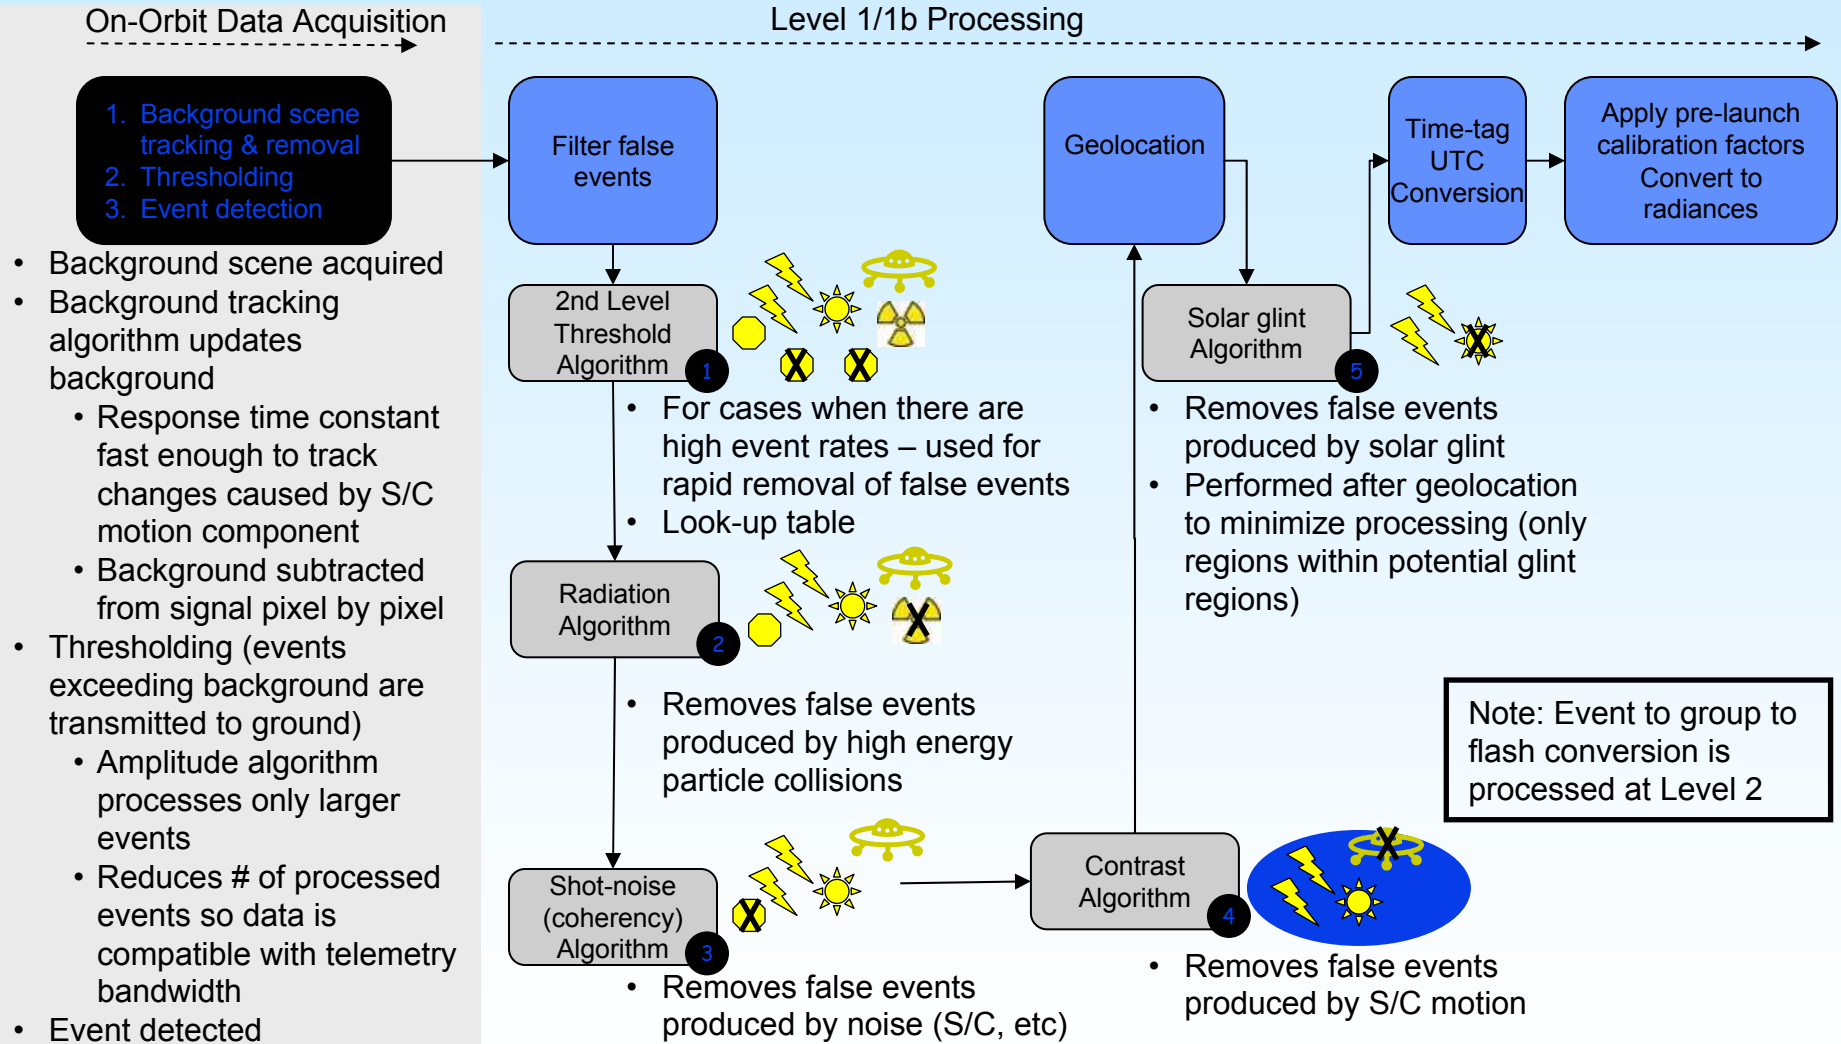 On-Orbit Data Acquisition
Level 1/1b Processing
1. Background scene
tracking & removal
2. Thresholding
3. Event detection
• Background scene acquired
• Background tracking
algorithm updates
background
• Response time constant
fast enough to track
changes caused by S/C
motion component
• Background subtracted
from signal pixel by pixel
• Thresholding (events
exceeding background are
transmitted to ground)
• Amplitude algorithm
processes only larger
events
• Reduces # of processed
events so data is
compatible with telemetry
bandwidth
• Event detected
Filter false
events
2nd Level
Threshold
Algorithm
1
• For cases when there are
high event rates – used for
rapid removal of false events
• Look-up table
Radiation
Algorithm
2
• Removes false events
produced by high energy
particle collisions
Shot-noise
(coherency)
Algorithm
3
• Removes false events
produced by noise (S/C, etc)
Contrast
Algorithm
4
• Removes false events
produced by S/C motion
Geolocation
Solar glint
Algorithm
5
• Removes false events
produced by solar glint
• Performed after geolocation
to minimize processing (only
regions within potential glint
regions)
Time-tag
UTC
Conversion
Apply pre-launch
calibration factors
Convert to
radiances
Note: Event to group to
flash conversion is
processed at Level 2